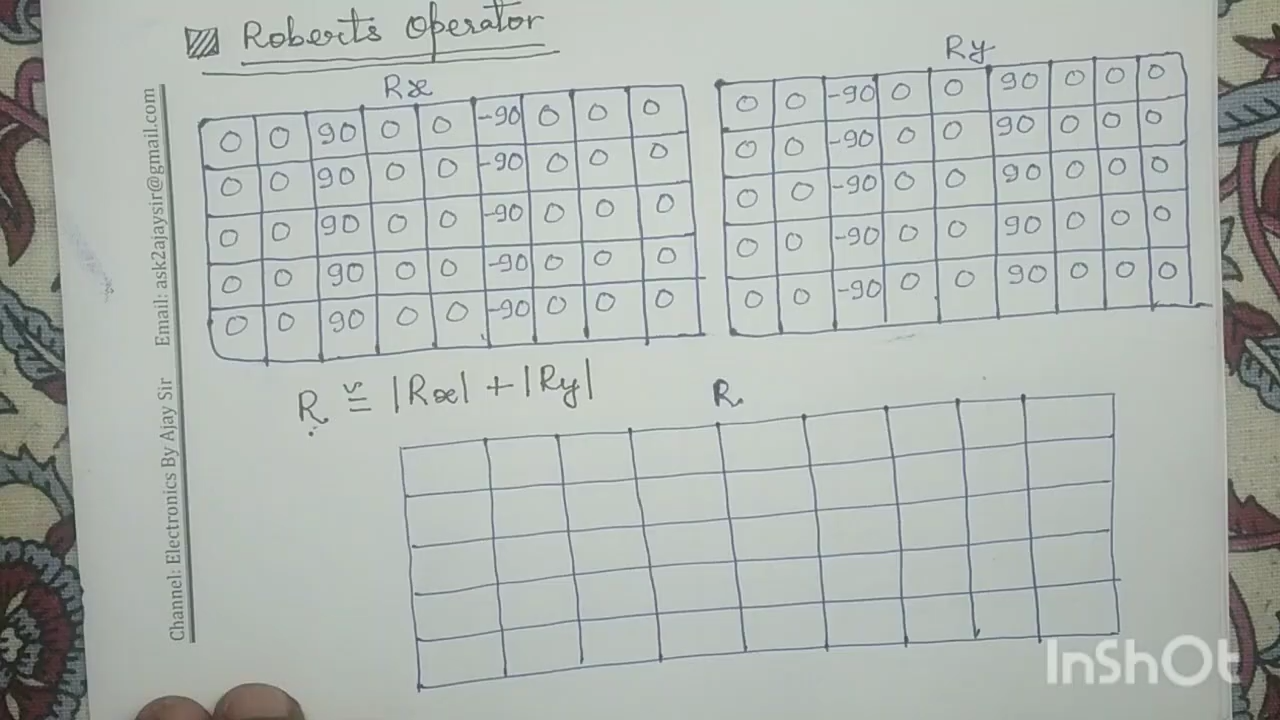 Roberts Operator
Rx
0 0 90 0 0 -90 0 0 0
0 0 90 0 0 -90 0 0 0
0 0 90 0 0 -90 0 0 0
0 0 90 0 0 -90 0 0 0
0 0 90 0 0 -90 0 0 0
Ry
0 0 -90 0 0 90 0 0 0
0 0 -90 0 0 90 0 0 0
0 0 -90 0 0 90 0 0 0
0 0 -90 0 0 90 0 0 0
0 0 -90 0 0 90 0 0 0
R ≅ |Rx| + |Ry|
R
Channel: Electronics By Ajay Sir Email: ask2ajaysir@gmail.com
InShOt